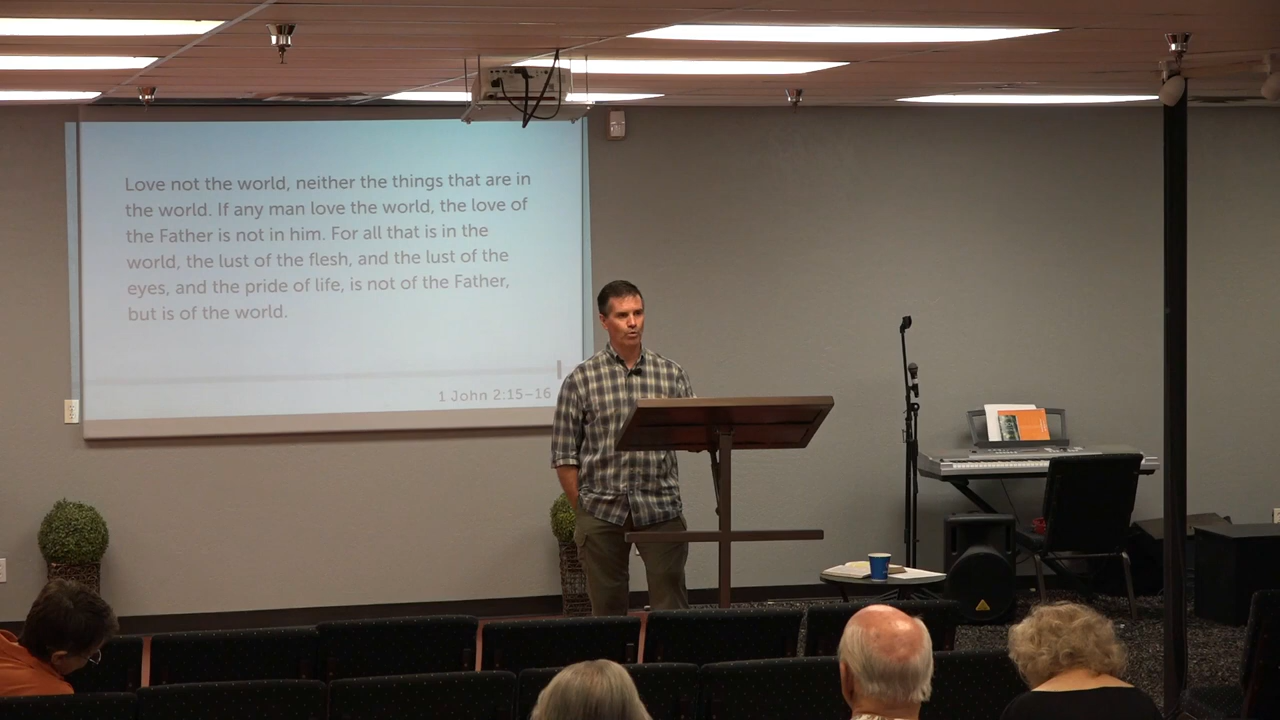 Love not the world, neither the things that are in
the world. If any man love the world, the love of
the Father is not in him. For all that is in the
world, the lust of the flesh, and the lust of the
eyes, and the pride of life, is not of the Father,
but is of the world.
1 John 2:15–16